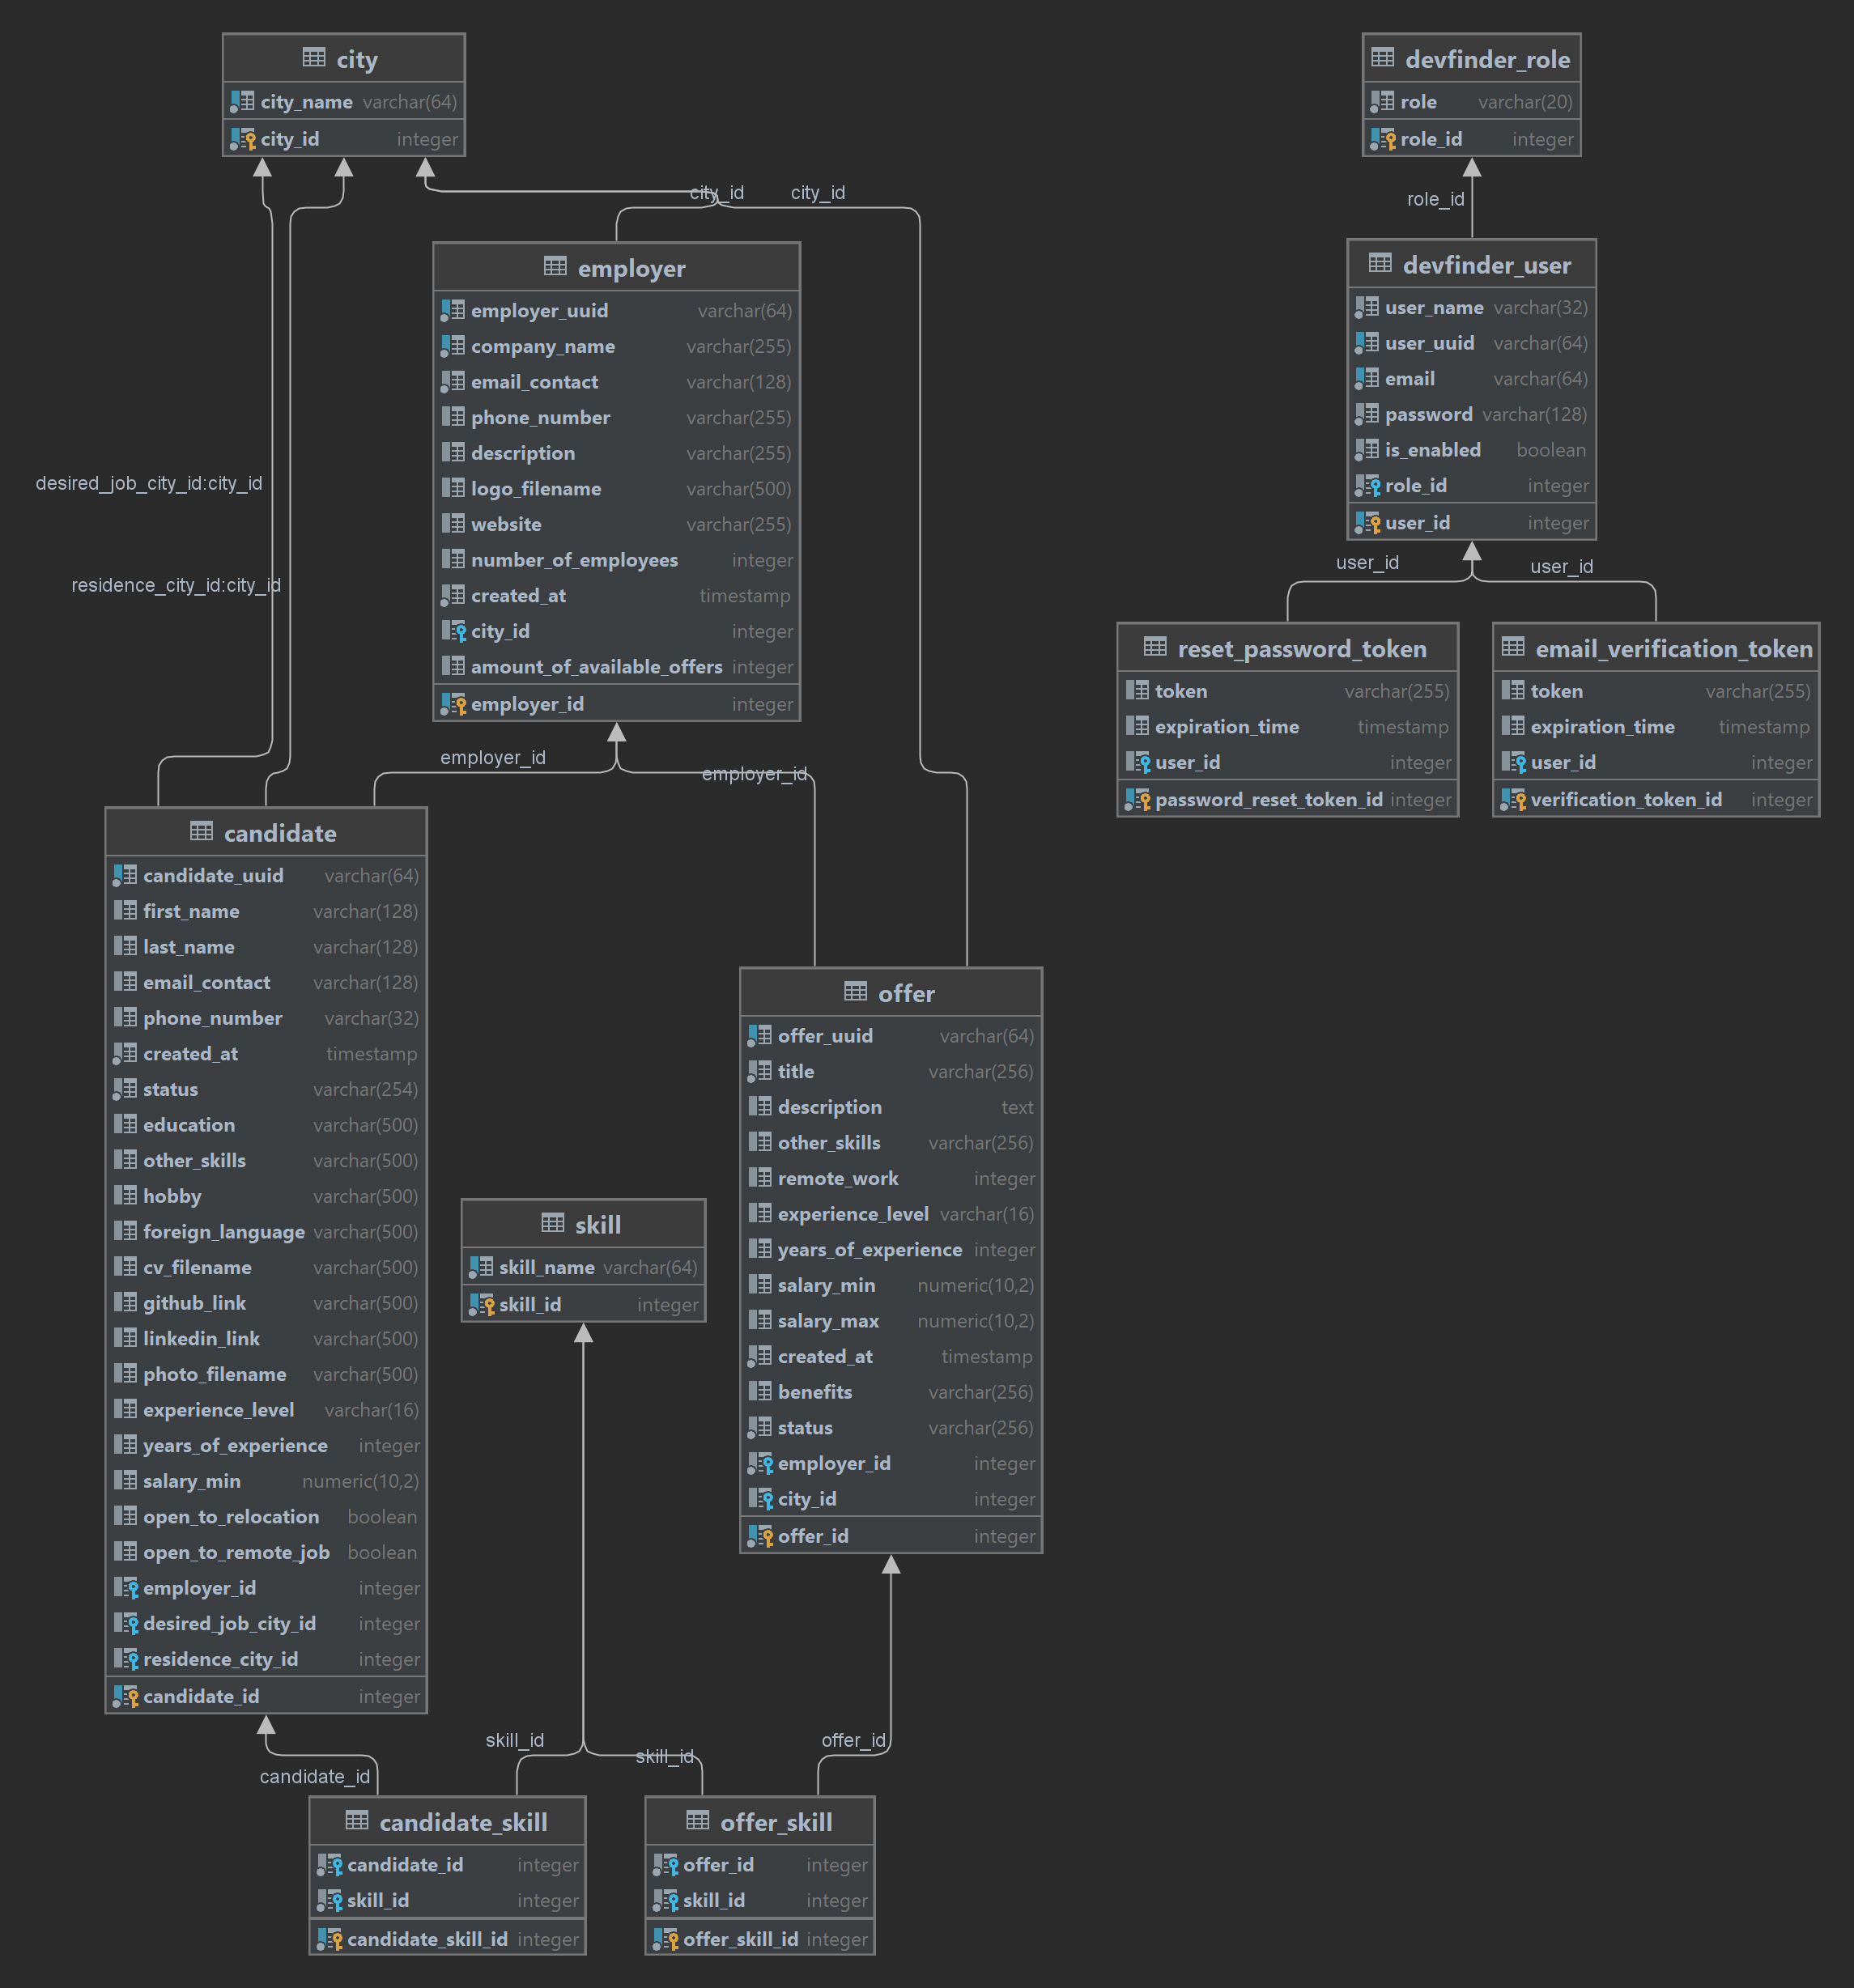 city
city_name varchar(64)
city_id integer
devfinder_role
role varchar(20)
role_id integer
city_id
city_id
role_id
employer
employer_uuid varchar(64)
company_name varchar(255)
email_contact varchar(128)
phone_number varchar(255)
description varchar(255)
logo_filename varchar(500)
website varchar(255)
number_of_employees integer
created_at timestamp
city_id integer
amount_of_available_offers integer
employer_id integer
devfinder_user
user_name varchar(32)
user_uuid varchar(64)
email varchar(64)
password varchar(128)
is_enabled boolean
role_id integer
user_id integer
desired_job_city_id:city_id
residence_city_id:city_id
user_id
user_id
reset_password_token
token varchar(255)
expiration_time timestamp
user_id integer
password_reset_token_id integer
email_verification_token
token varchar(255)
expiration_time timestamp
user_id integer
verification_token_id integer
employer_id
employer_id
candidate
candidate_uuid varchar(64)
first_name varchar(128)
last_name varchar(128)
email_contact varchar(128)
phone_number varchar(32)
created_at timestamp
status varchar(254)
education varchar(500)
other_skills varchar(500)
hobby varchar(500)
foreign_language varchar(500)
cv_filename varchar(500)
github_link varchar(500)
linkedin_link varchar(500)
photo_filename varchar(500)
experience_level varchar(16)
years_of_experience integer
salary_min numeric(10,2)
open_to_relocation boolean
open_to_remote_job boolean
employer_id integer
desired_job_city_id integer
residence_city_id integer
candidate_id integer
offer
offer_uuid varchar(64)
title varchar(256)
description text
other_skills varchar(256)
remote_work integer
experience_level varchar(16)
years_of_experience integer
salary_min numeric(10,2)
salary_max numeric(10,2)
created_at timestamp
benefits varchar(256)
status varchar(256)
employer_id integer
city_id integer
offer_id integer
skill
skill_name varchar(64)
skill_id integer
skill_id
skill_id
offer_id
candidate_id
candidate_skill
candidate_id integer
skill_id integer
candidate_skill_id integer
offer_skill
offer_id integer
skill_id integer
offer_skill_id integer